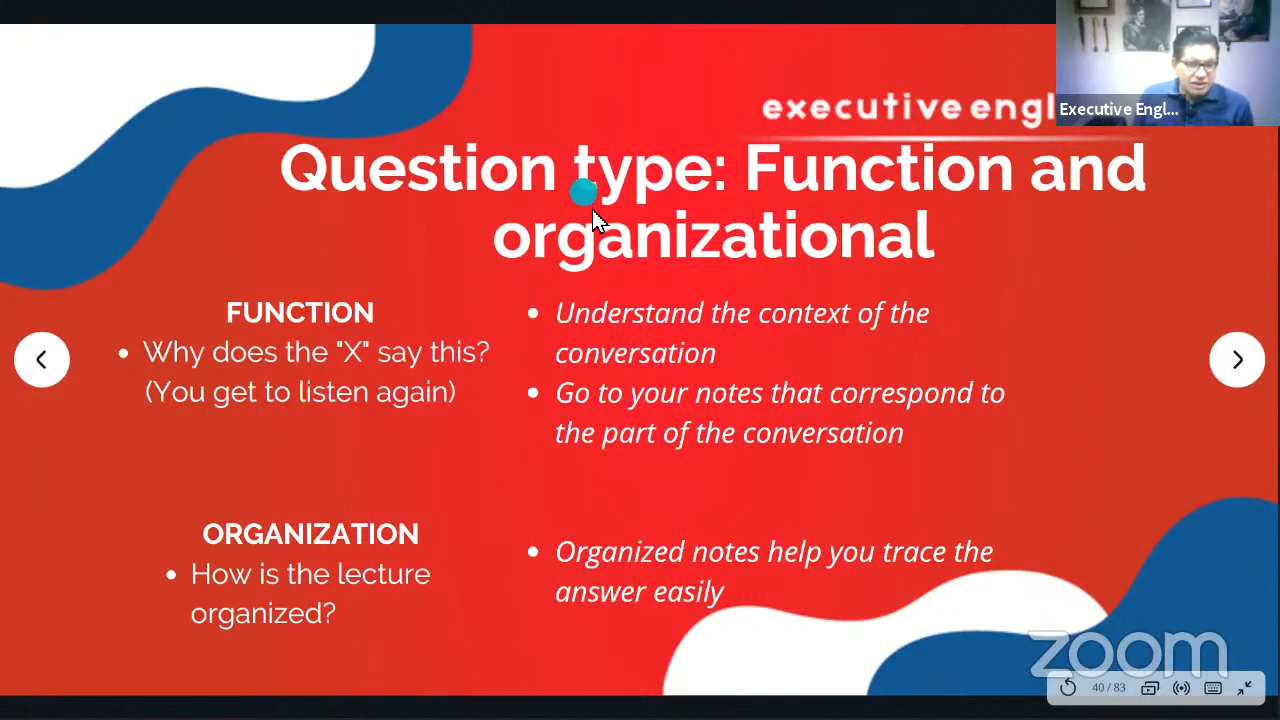 executive engl
Executive Engl...
Question type: Function and
organizational
FUNCTION
• Why does the "X" say this?
(You get to listen again)
• Understand the context of the
conversation
• Go to your notes that correspond to
the part of the conversation
ORGANIZATION
• How is the lecture
organized?
• Organized notes help you trace the
answer easily
zoom
40 / 83